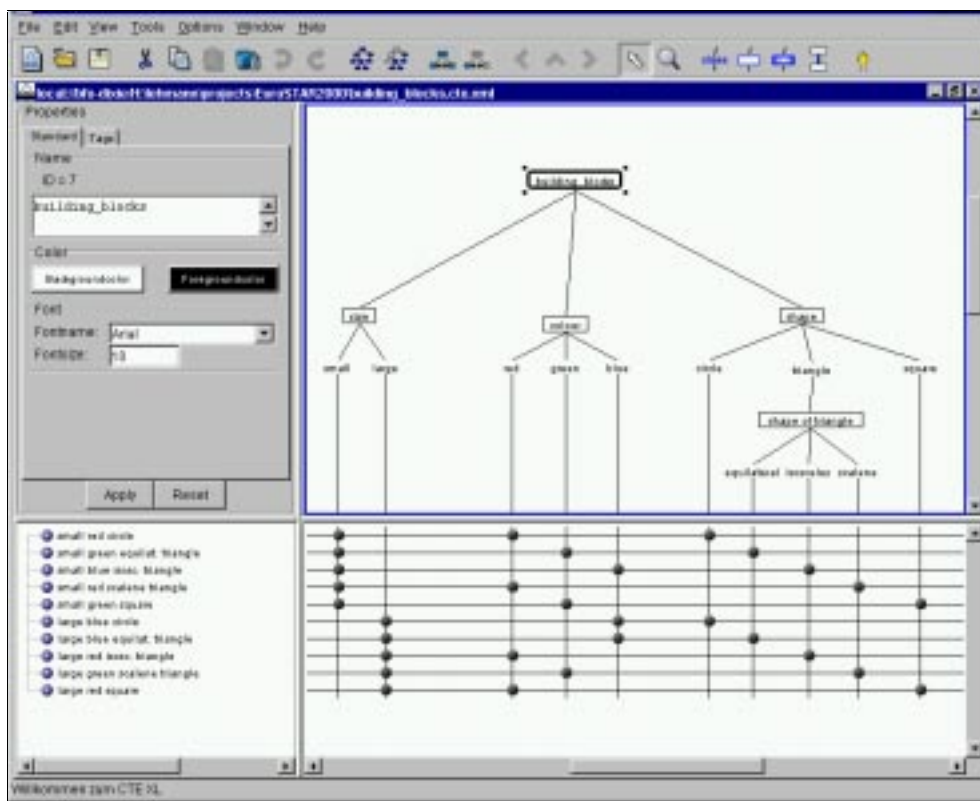 File Edit View Tools Options Window Help
Properties
Standard Tags
Name
ID = 7
building_blocks
Color
Backgroundcolor Foregroundcolor
Font
Fontname: Arial
Fontsize: 10
Apply Reset
building_blocks
size colour shape
small large red green blue circle triangle square
shape of triangle
equilateral isosceles scalene
small red circle
small green equilat. triangle
small blue isos. triangle
small red scalene triangle
small green square
large blue circle
large blue equilat. triangle
large red isos. triangle
large green scalene triangle
large red square
Willkommen zum CTE XL